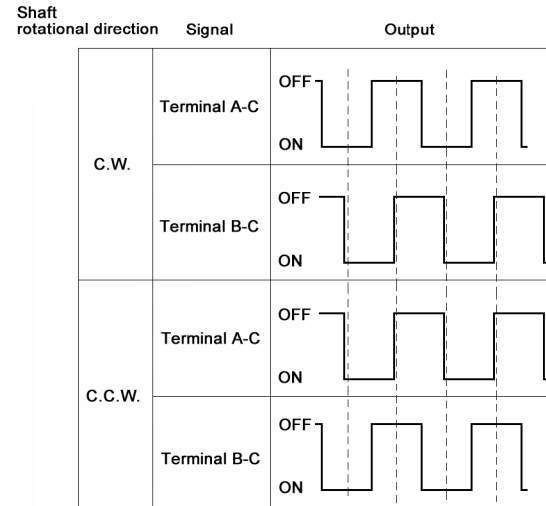 Shaft
rotational direction Signal Output
OFF
Terminal A-C
ON
C.W.
OFF
Terminal B-C
ON
OFF
Terminal A-C
ON
C.C.W.
OFF
Terminal B-C
ON